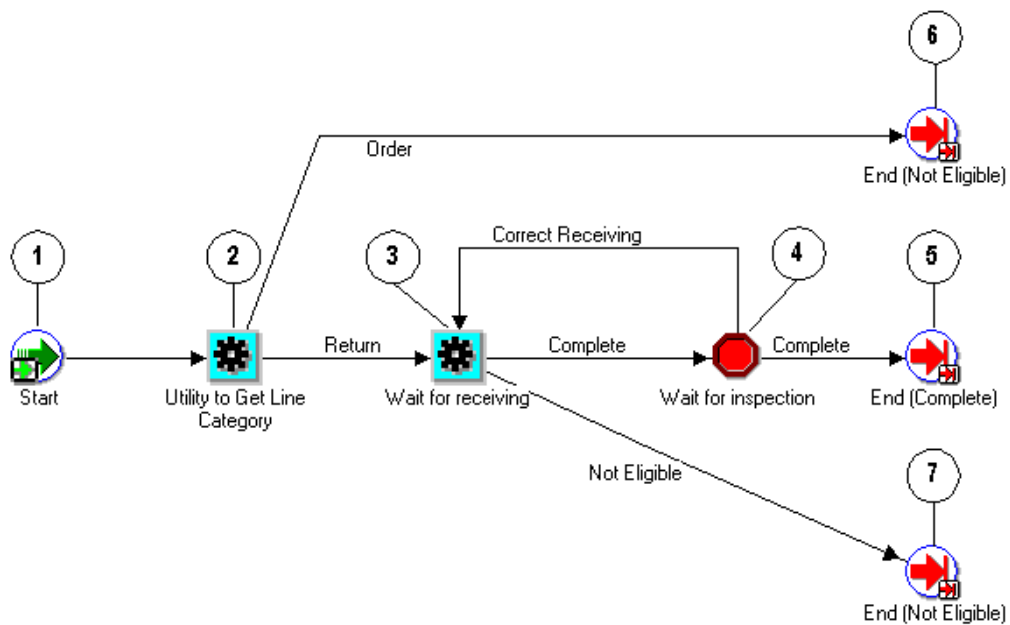 6
Order
End (Not Eligible)
Correct Receiving
1
2
3
4
5
Return
Complete
Complete
Start
Utility to Get Line
Category
Wait for receiving
Wait for inspection
End (Complete)
Not Eligible
7
End (Not Eligible)